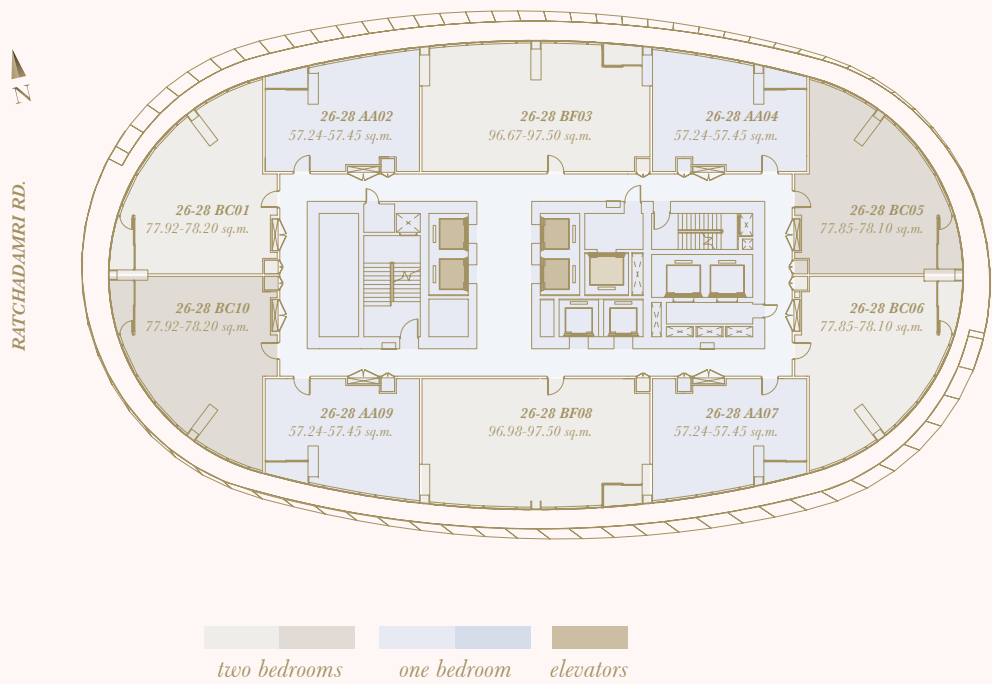 N
RATCHADAMRI RD.
26-28 AA02
57.24-57.45 sq.m.
26-28 BF03
96.67-97.50 sq.m.
26-28 AA04
57.24-57.45 sq.m.
26-28 BC01
77.92-78.20 sq.m.
26-28 BC05
77.85-78.10 sq.m.
26-28 BC10
77.92-78.20 sq.m.
26-28 BC06
77.85-78.10 sq.m.
26-28 AA09
57.24-57.45 sq.m.
26-28 BF08
96.98-97.50 sq.m.
26-28 AA07
57.24-57.45 sq.m.
two bedrooms
one bedroom
elevators